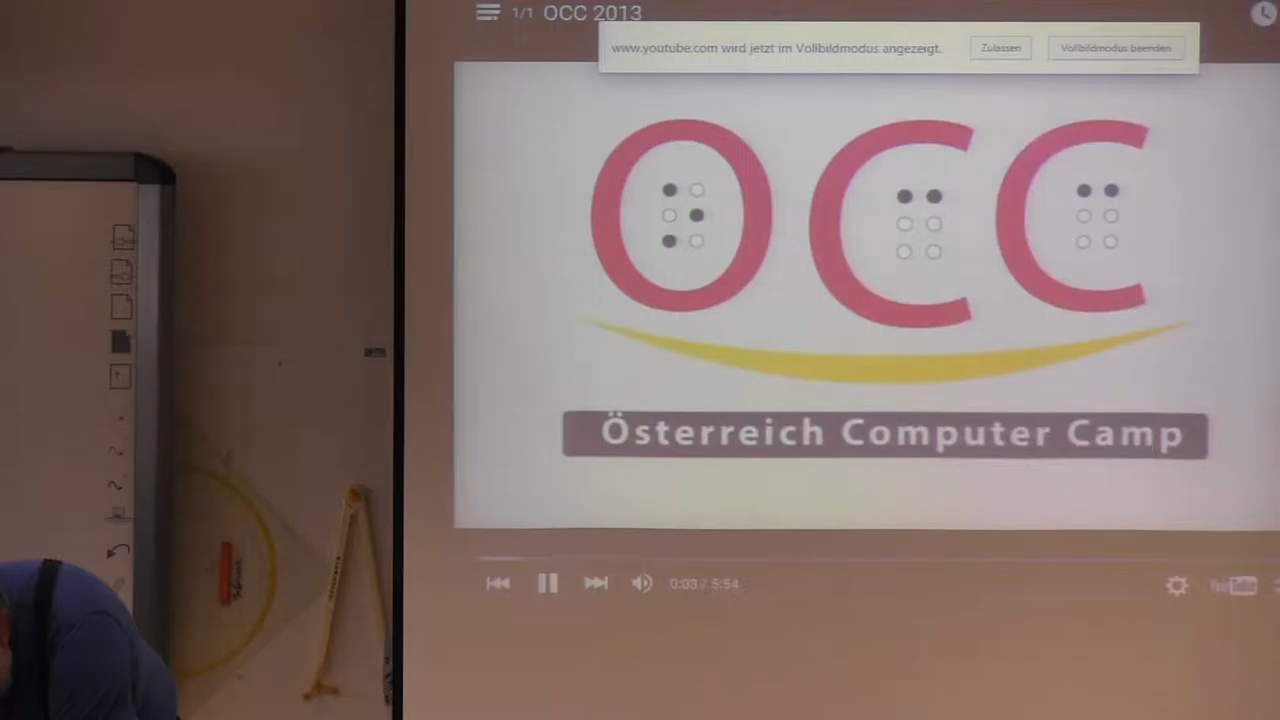 1/1 OCC 2013
www.youtube.com wird jetzt im Vollbildmodus angezeigt. Zulassen Vollbildmodus beenden
OCC
Österreich Computer Camp
0:03 / 5:54
YouTube